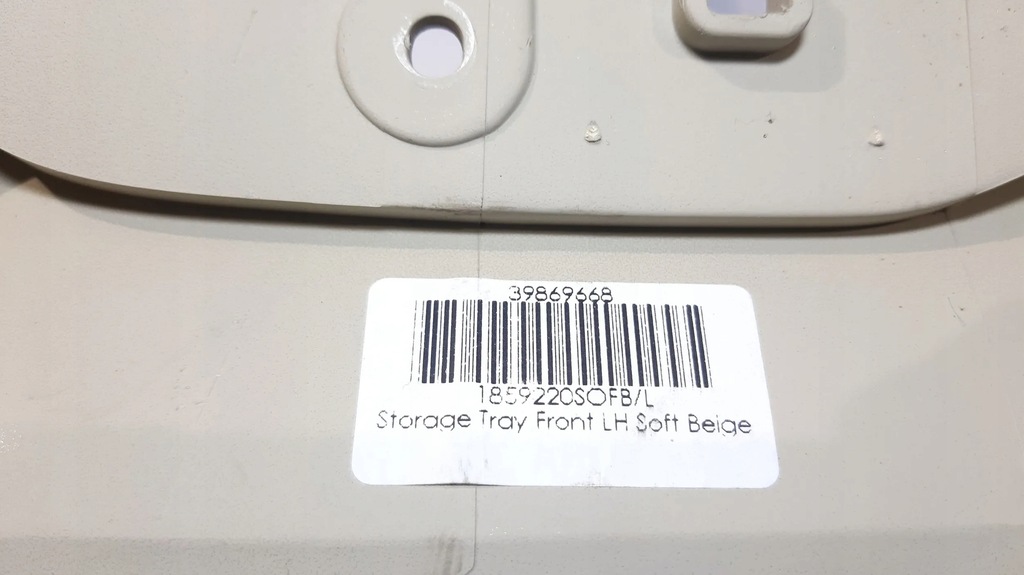 39869668
1859220SOFB/L
Storage Tray Front LH Soft Beige